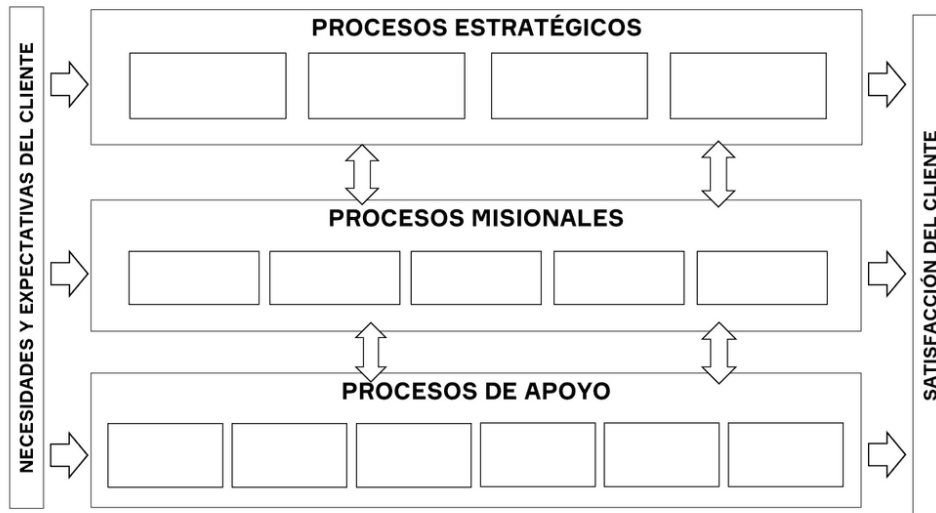 NECESIDADES Y EXPECTATIVAS DEL CLIENTE
PROCESOS ESTRATÉGICOS
PROCESOS MISIONALES
PROCESOS DE APOYO
SATISFACCIÓN DEL CLIENTE